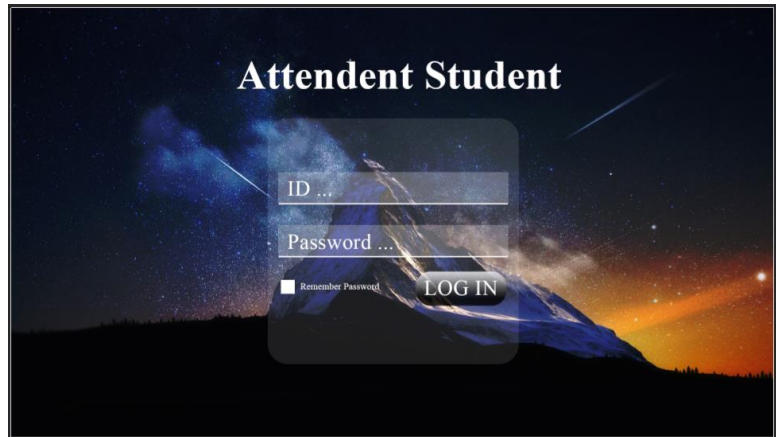 Attendent Student
ID ...
Password ...
Remember Password
LOG IN